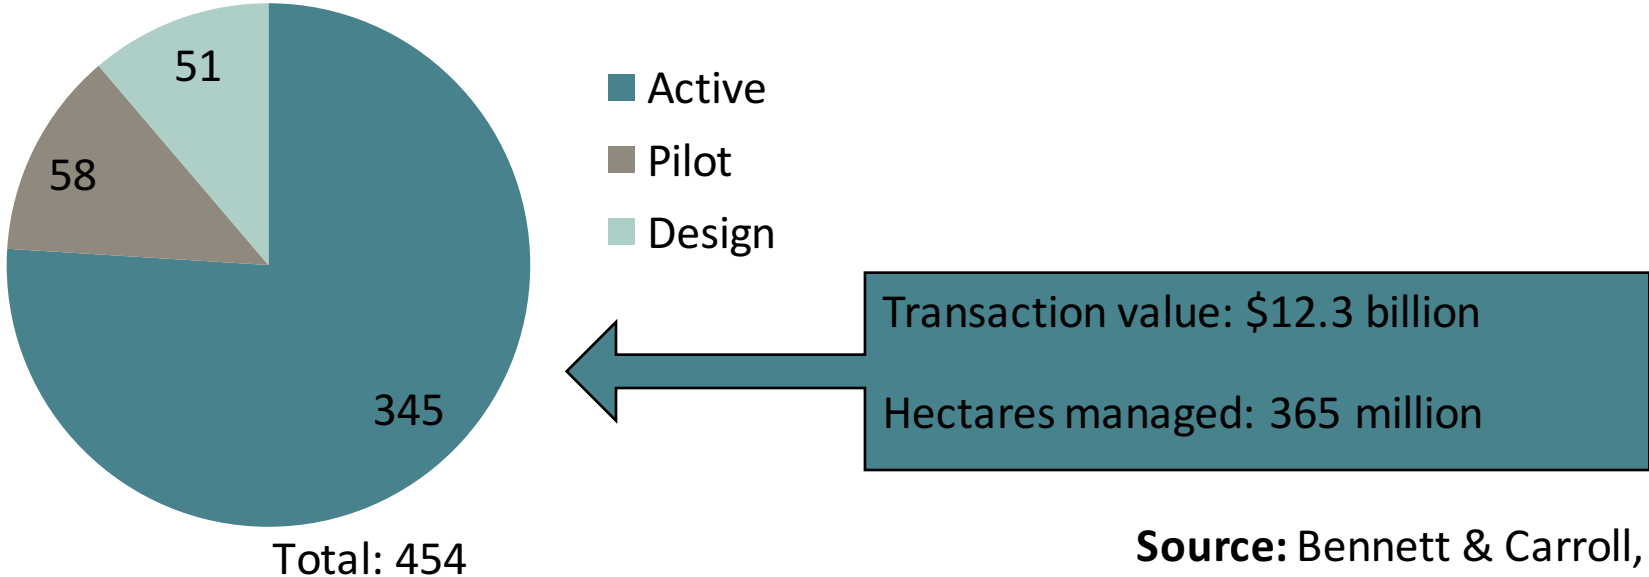 51
58
345
Total: 454
Active
Pilot
Design
Transaction value: $12.3 billion
Hectares managed: 365 million
Source: Bennett & Carroll,